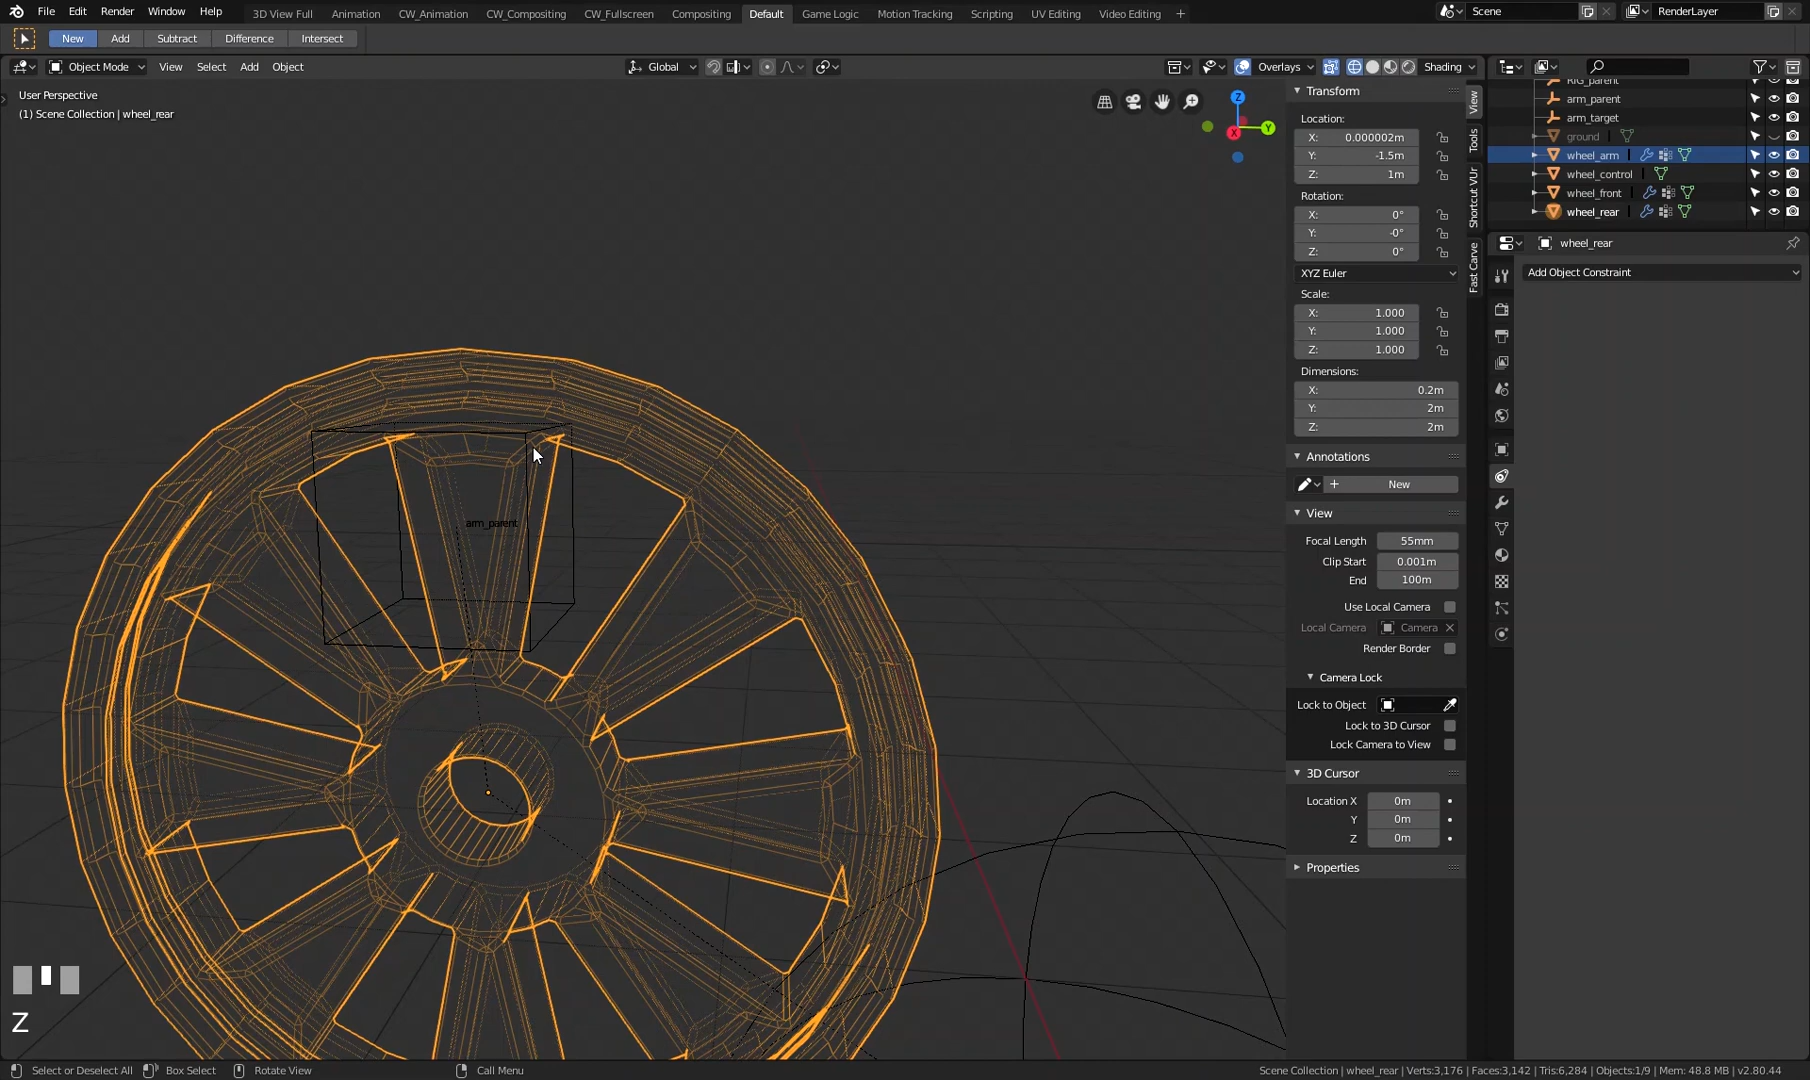 File Edit Render Window Help 3D View Full Animation CW_Animation CW_Compositing CW_Fullscreen Compositing Default Game Logic Motion Tracking Scripting UV Editing Video Editing + Scene RenderLayer
New Add Subtract Difference Intersect
Object Mode View Select Add Object Global Overlays Shading
User Perspective
(1) Scene Collection | wheel_rear
Z
Y
X
arm_parent
Z
Transform
Location:
X: 0.000002m
Y: -1.5m
Z: 1m
Rotation:
X: 0°
Y: -0°
Z: 0°
XYZ Euler
Scale:
X: 1.000
Y: 1.000
Z: 1.000
Dimensions:
X: 0.2m
Y: 2m
Z: 2m
Annotations
+ New
View
Focal Length 55mm
Clip Start 0.001m
End 100m
Use Local Camera
Local Camera Camera
Render Border
Camera Lock
Lock to Object
Lock to 3D Cursor
Lock Camera to View
3D Cursor
Location X 0m
Y 0m
Z 0m
Properties
View
Tools
Shortcut VUr
Fast Carve
RIG_parent
arm_parent
arm_target
ground
wheel_arm
wheel_control
wheel_front
wheel_rear
wheel_rear
Add Object Constraint
Select or Deselect All Box Select Rotate View Call Menu Scene Collection | wheel_rear | Verts:3,176 | Faces:3,142 | Tris:6,284 | Objects:1/9 | Mem: 48.8 MB | v2.80.44